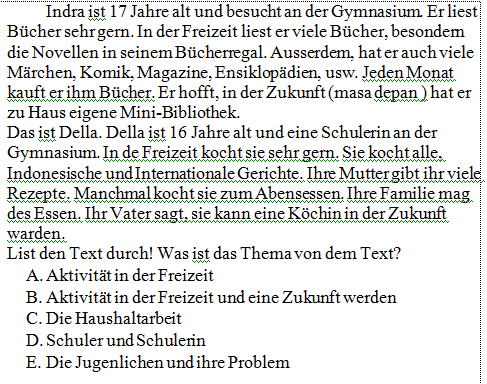 Indra ist 17 Jahre alt und besucht an der Gymnasium. Er liest
Bücher sehr gern. In der Freizeit liest er viele Bücher, besondern
die Novellen in seinem Bücherregal. Ausserdem, hat er auch viele
Märchen, Komik, Magazine, Ensiklopädien, usw. Jeden Monat
kauft er ihm Bücher. Er hofft, in der Zukunft (masa depan ) hat er
zu Haus eigene Mini-Bibliothek.
Das ist Della. Della ist 16 Jahre alt und eine Schulerin an der
Gymnasium. In de Freizeit kocht sie sehr gern. Sie kocht alle,
Indonesische und Internationale Gerichte. Ihre Mutter gibt ihr viele
Rezepte. Manchmal kocht sie zum Abensessen. Ihre Familie mag
des Essen. Ihr Vater sagt, sie kann eine Köchin in der Zukunft
warden.
List den Text durch! Was ist das Thema von dem Text?
A. Aktivität in der Freizeit
B. Aktivität in der Freizeit und eine Zukunft werden
C. Die Haushaltarbeit
D. Schuler und Schulerin
E. Die Jugenlichen und ihre Problem